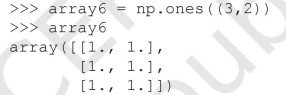 >>> array6 = np.ones((3,2))
>>> array6
array([[1., 1.],
       [1., 1.],
       [1., 1.]])